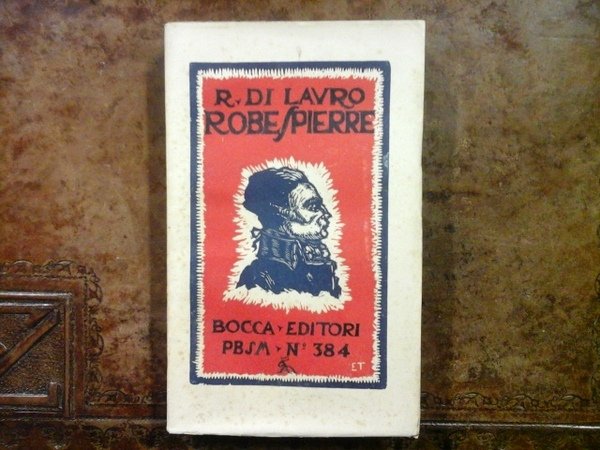 R. DI LAVRO
ROBESPIERRE
BOCCA EDITORI
PBSM Nº 384
ET